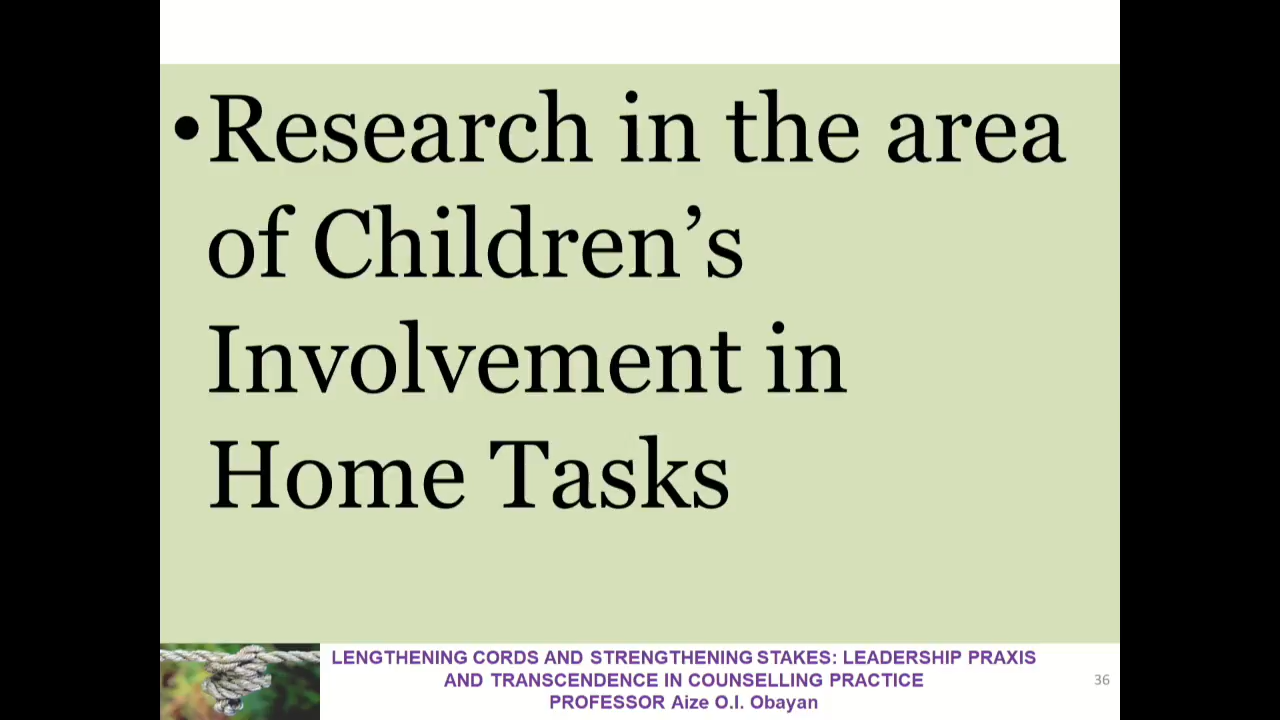 •Research in the area
of Children’s
Involvement in
Home Tasks
LENGTHENING CORDS AND STRENGTHENING STAKES: LEADERSHIP PRAXIS
AND TRANSCENDENCE IN COUNSELLING PRACTICE
PROFESSOR Aize O.I. Obayan
36